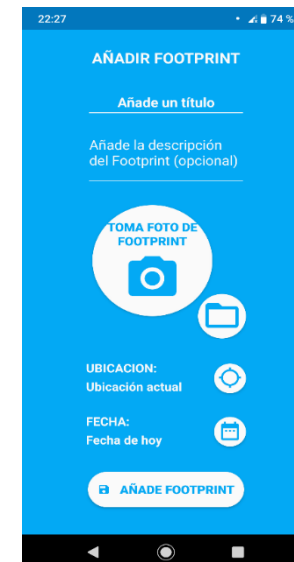 22:27
74 %
AÑADIR FOOTPRINT
Añade un título
Añade la descripción
del Footprint (opcional)
TOMA FOTO DE
FOOTPRINT
UBICACION:
Ubicación actual
FECHA:
Fecha de hoy
AÑADE FOOTPRINT